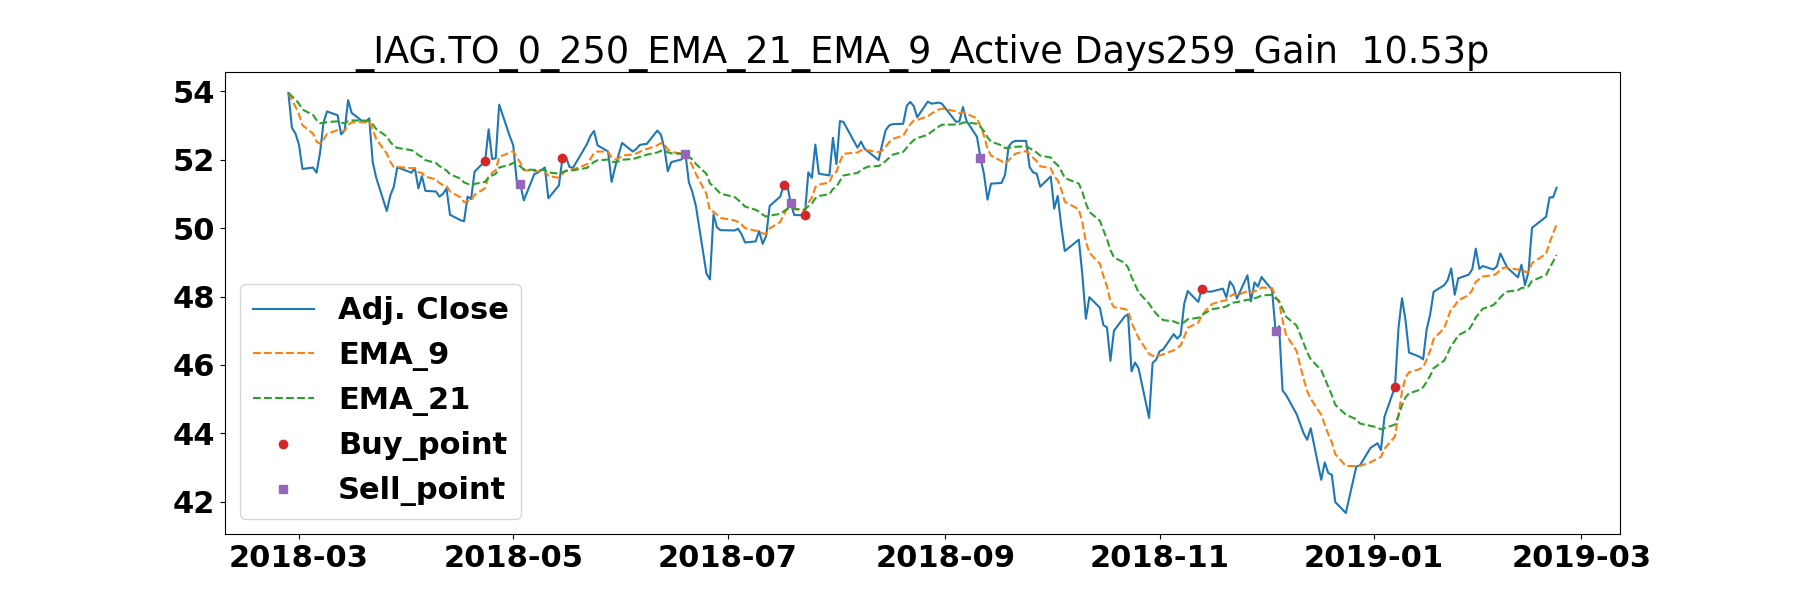 _IAG.TO_0_250_EMA_21_EMA_9_Active Days259_Gain  10.53p
54
52
50
48
46
44
42
Adj. Close
EMA_9
EMA_21
Buy_point
Sell_point
2018-03 2018-05 2018-07 2018-09 2018-11 2019-01 2019-03